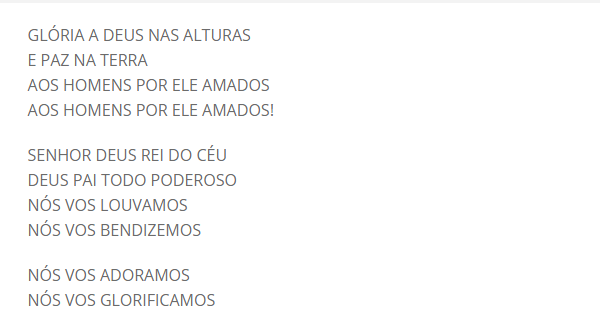 GLÓRIA A DEUS NAS ALTURAS
E PAZ NA TERRA
AOS HOMENS POR ELE AMADOS
AOS HOMENS POR ELE AMADOS!
SENHOR DEUS REI DO CÉU
DEUS PAI TODO PODEROSO
NÓS VOS LOUVAMOS
NÓS VOS BENDIZEMOS
NÓS VOS ADORAMOS
NÓS VOS GLORIFICAMOS